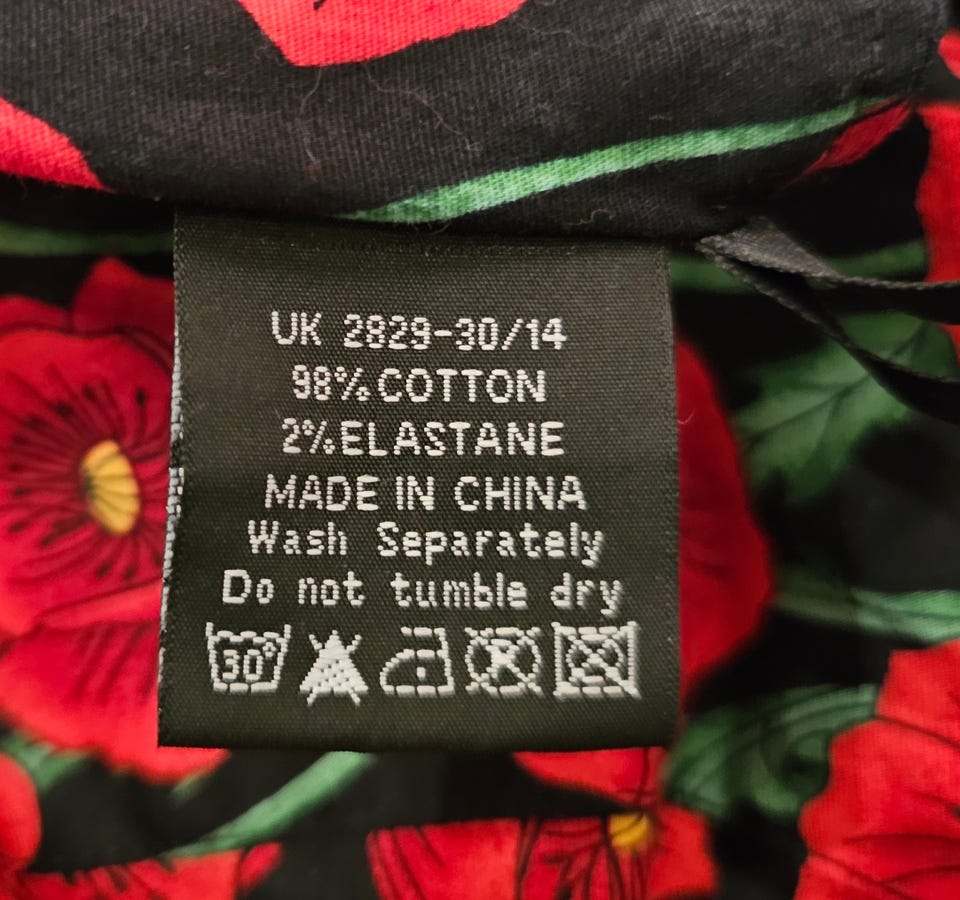 UK 2829-30/14
98%COTTON
2%ELASTANE
MADE IN CHINA
Wash Separately
Do not tumble dry
30°